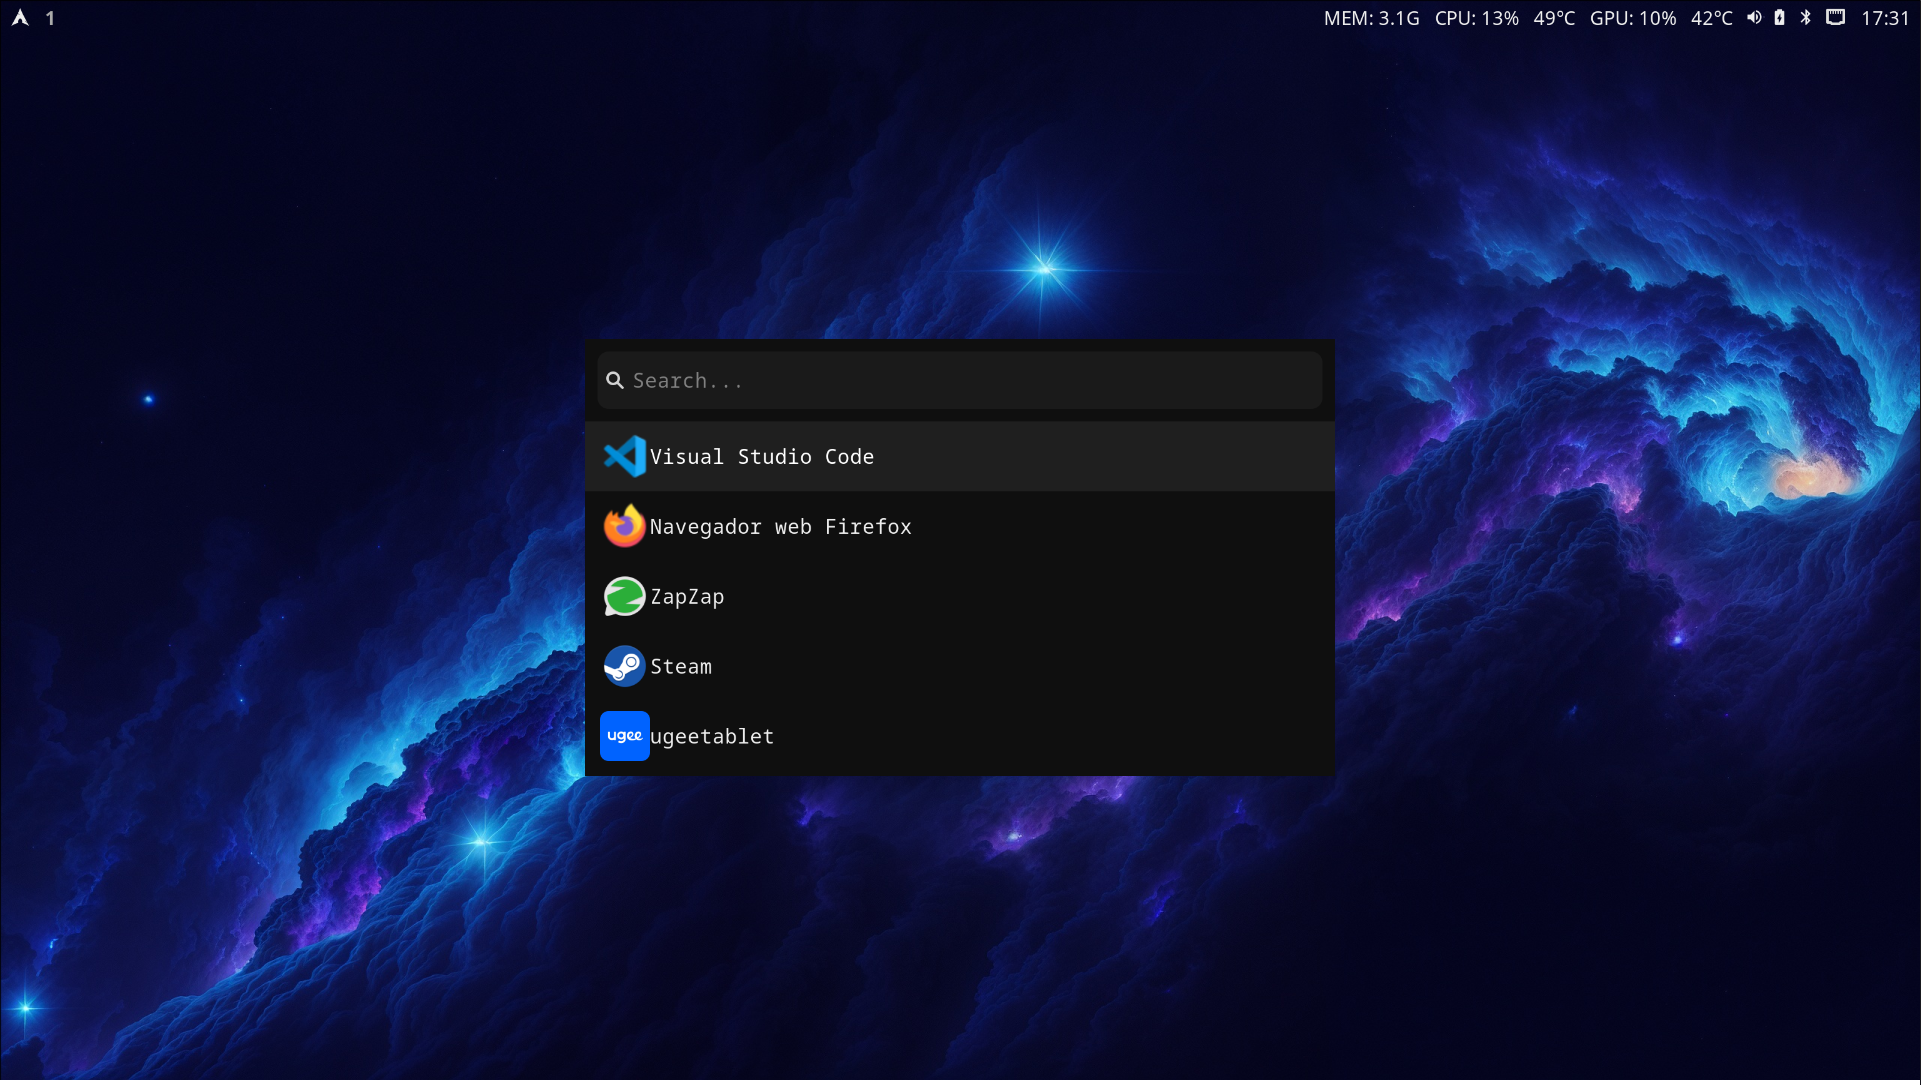 1
MEM: 3.1G CPU: 13% 49°C GPU: 10% 42°C 17:31
Search...
Visual Studio Code
Navegador web Firefox
ZapZap
Steam
ugee ugeetablet